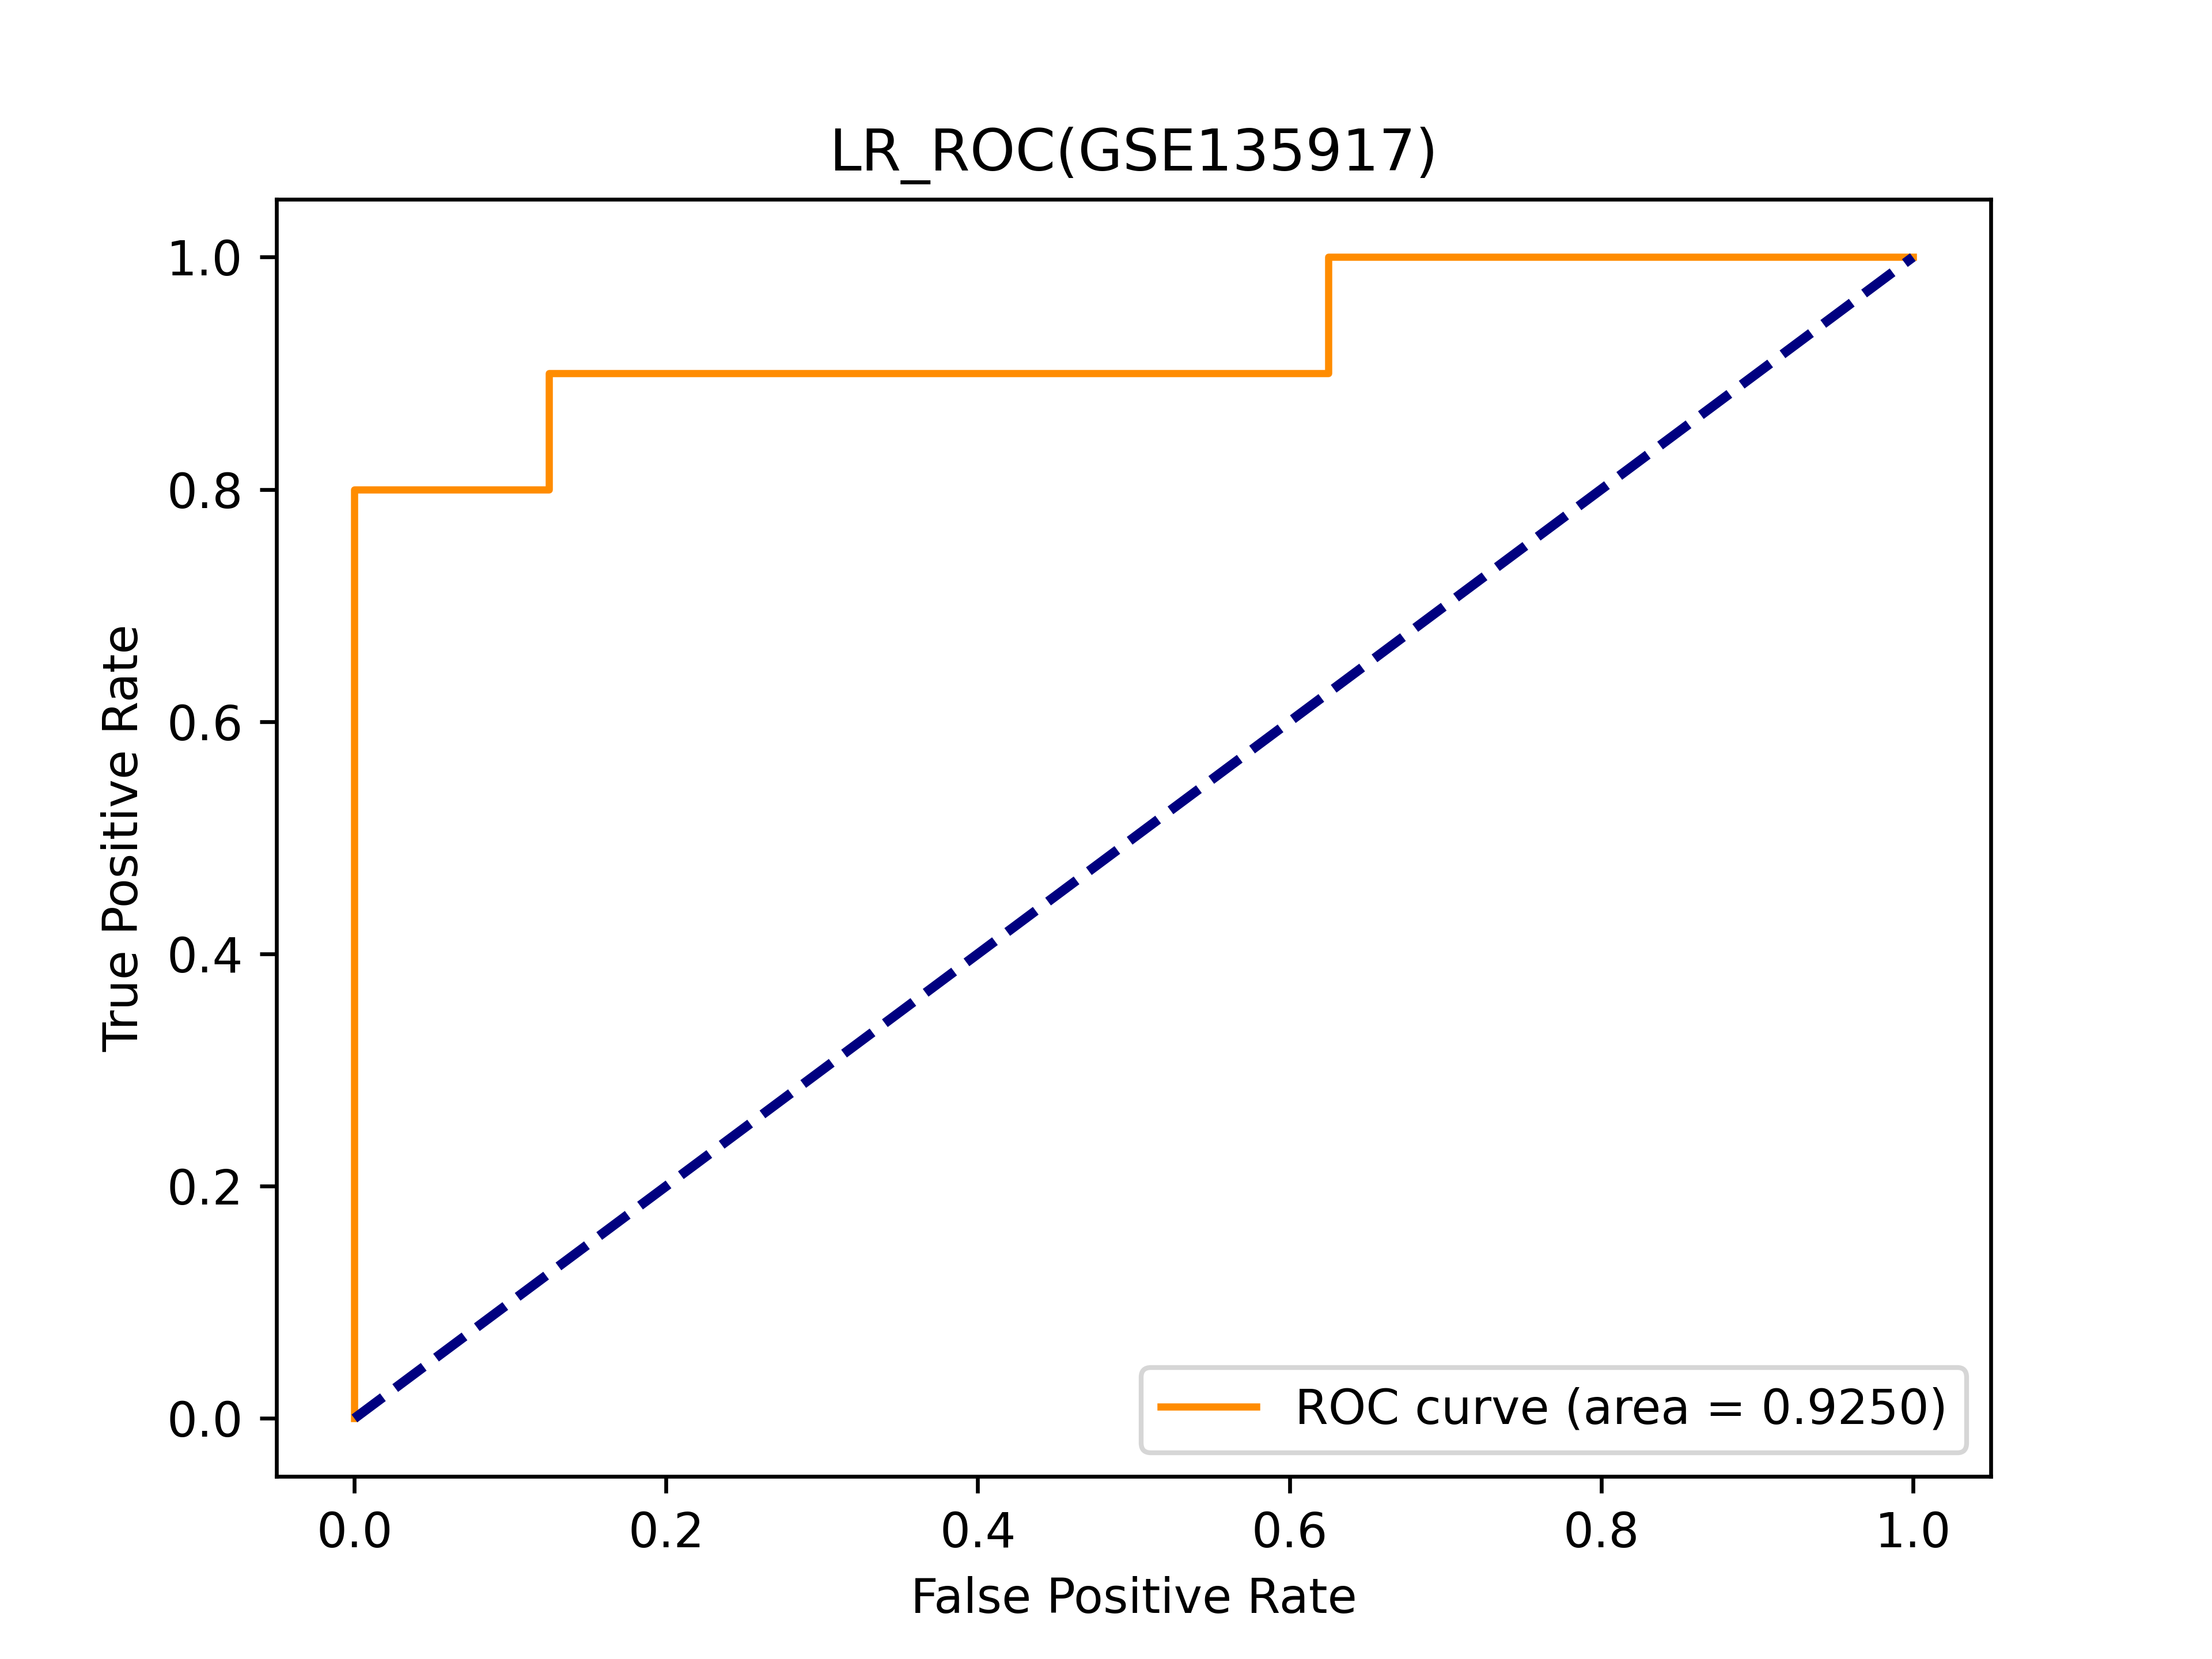 LR_ROC(GSE135917)
1.0
0.8
0.6
0.4
0.2
0.0
True Positive Rate
ROC curve (area = 0.9250)
0.0 0.2 0.4 0.6 0.8 1.0
False Positive Rate